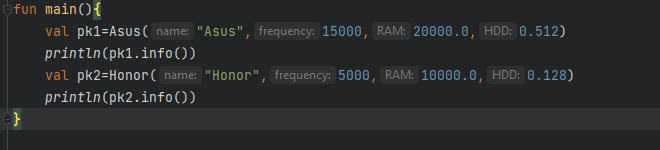 fun main(){
val pk1=Asus( name: "Asus", frequency: 15000, RAM: 20000.0, HDD: 0.512)
println(pk1.info())
val pk2=Honor( name: "Honor", frequency: 5000, RAM: 10000.0, HDD: 0.128)
println(pk2.info())
}